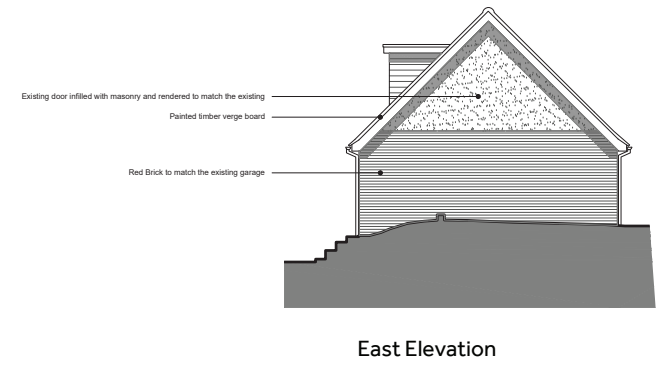 Existing door infilled with masonry and rendered to match the existing
Painted timber verge board
Red Brick to match the existing garage
East Elevation